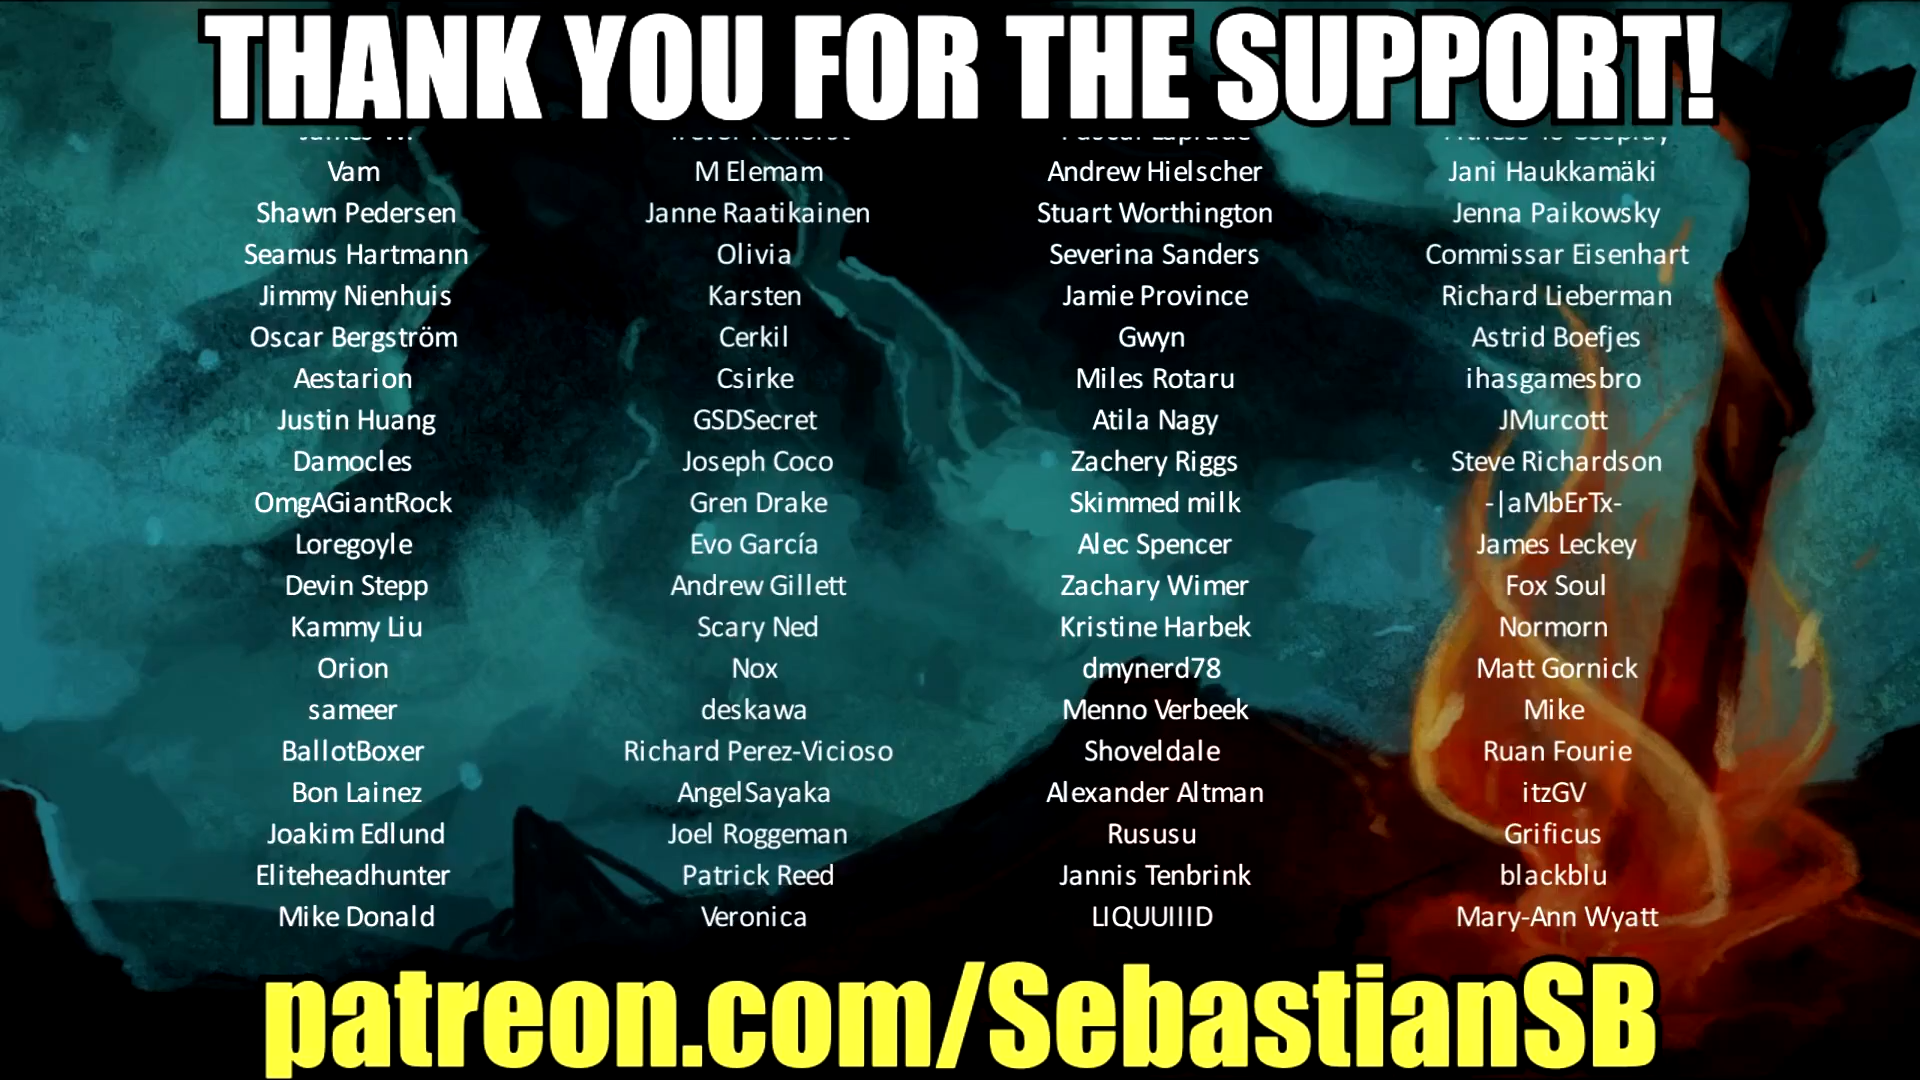 THANK YOU FOR THE SUPPORT!
Vam M Elemam Andrew Hielscher Jani Haukkamäki
Shawn Pedersen Janne Raatikainen Stuart Worthington Jenna Paikowsky
Seamus Hartmann Olivia Severina Sanders Commissar Eisenhart
Jimmy Nienhuis Karsten Jamie Province Richard Lieberman
Oscar Bergström Cerkil Gwyn Astrid Boefjes
Aestarion Csirke Miles Rotaru ihasgamesbro
Justin Huang GSDSecret Atila Nagy JMurcott
Damocles Joseph Coco Zachery Riggs Steve Richardson
OmgAGiantRock Gren Drake Skimmed milk -|aMbErTx-
Loregoyle Evo García Alec Spencer James Leckey
Devin Stepp Andrew Gillett Zachary Wimer Fox Soul
Kammy Liu Scary Ned Kristine Harbek Normorn
Orion Nox dmynerd78 Matt Gornick
sameer deskawa Menno Verbeek Mike
BallotBoxer Richard Perez-Vicioso Shoveldale Ruan Fourie
Bon Lainez AngelSayaka Alexander Altman itzGV
Joakim Edlund Joel Roggeman Rususu Grificus
Eliteheadhunter Patrick Reed Jannis Tenbrink blackblu
Mike Donald Veronica LIQUUIIID Mary-Ann Wyatt
patreon.com/SebastianSB